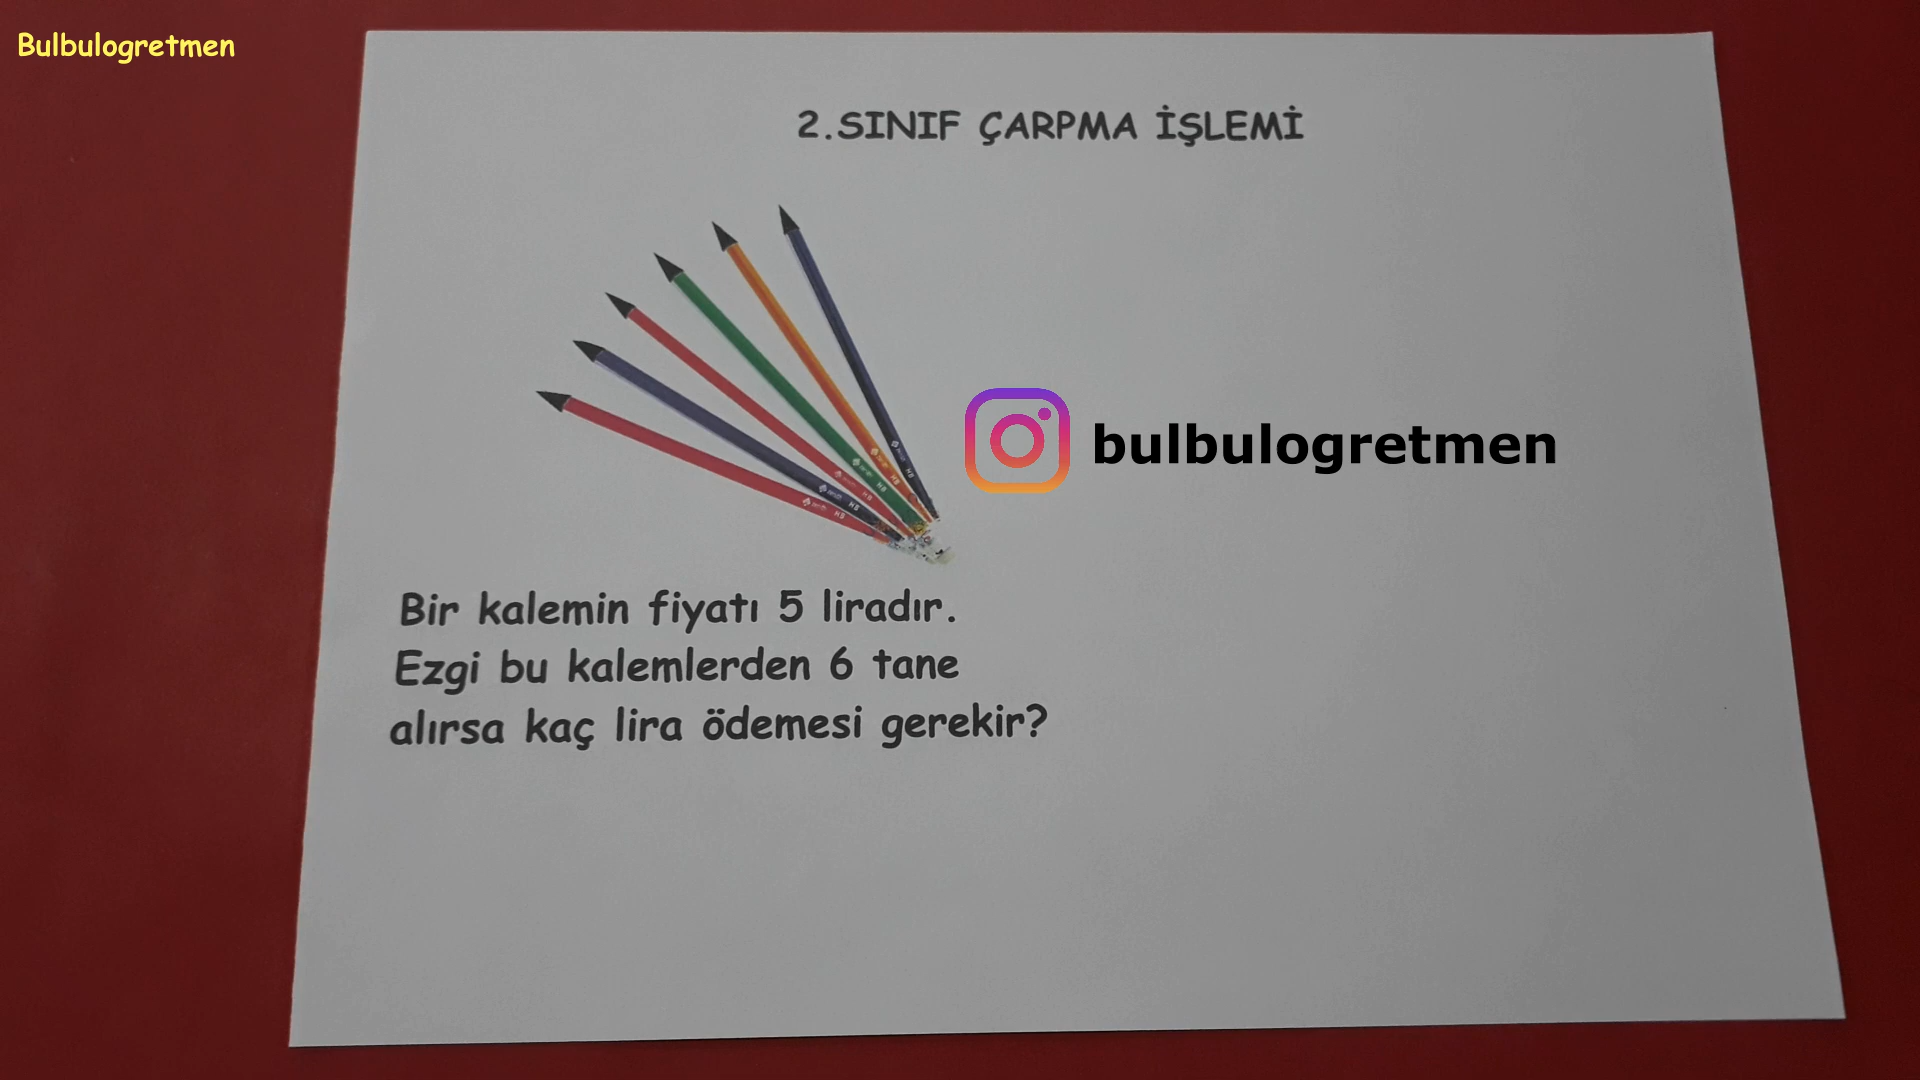 Bulbulogretmen
2.SINIF ÇARPMA İŞLEMİ
bulbulogretmen
Bir kalemin fiyatı 5 liradır.
Ezgi bu kalemlerden 6 tane
alırsa kaç lira ödemesi gerekir?